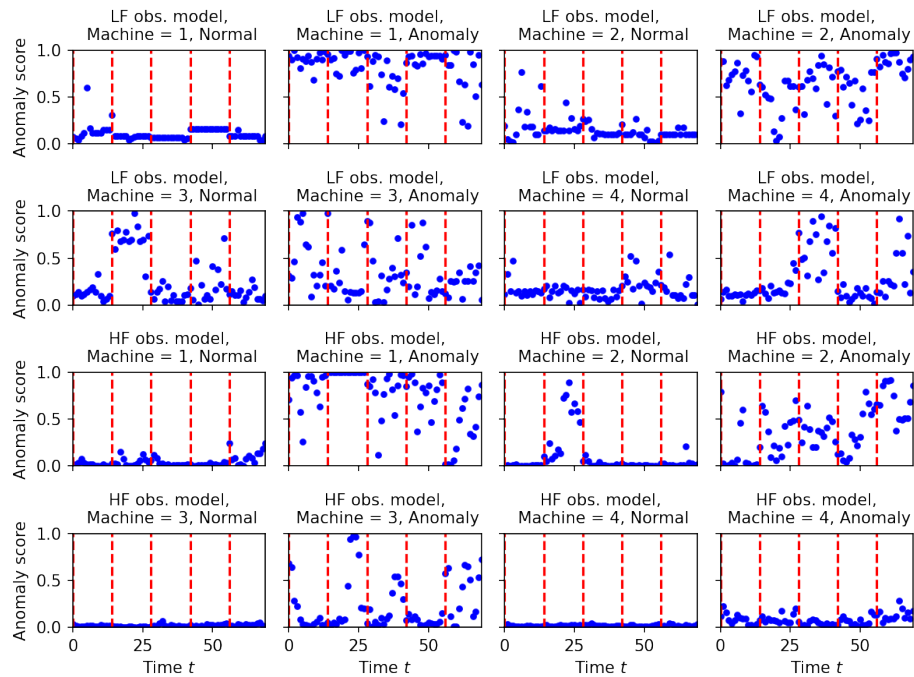 LF obs. model,
Machine = 1, Normal
LF obs. model,
Machine = 1, Anomaly
LF obs. model,
Machine = 2, Normal
LF obs. model,
Machine = 2, Anomaly
Anomaly score
1.0
0.5
0.0
LF obs. model,
Machine = 3, Normal
LF obs. model,
Machine = 3, Anomaly
LF obs. model,
Machine = 4, Normal
LF obs. model,
Machine = 4, Anomaly
Anomaly score
1.0
0.5
0.0
HF obs. model,
Machine = 1, Normal
HF obs. model,
Machine = 1, Anomaly
HF obs. model,
Machine = 2, Normal
HF obs. model,
Machine = 2, Anomaly
Anomaly score
1.0
0.5
0.0
HF obs. model,
Machine = 3, Normal
HF obs. model,
Machine = 3, Anomaly
HF obs. model,
Machine = 4, Normal
HF obs. model,
Machine = 4, Anomaly
Anomaly score
1.0
0.5
0.0
0 25 50
0 25 50
0 25 50
0 25 50
Time t
Time t
Time t
Time t